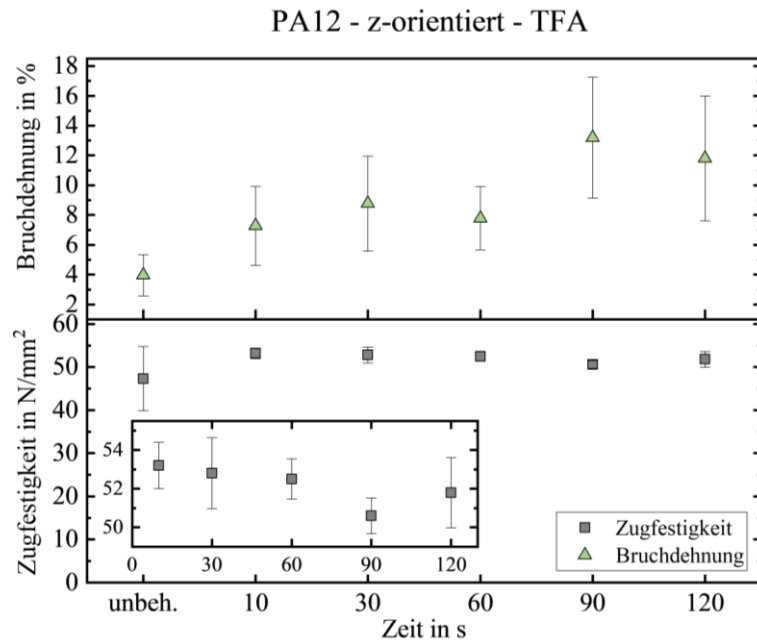 PA12 - z-orientiert - TFA
Bruchdehnung in %
18
16
14
12
10
8
6
4
2
Zugfestigkeit in N/mm²
60
50
40
30
20
10
0
54
52
50
0 30 60 90 120
Zugfestigkeit
Bruchdehnung
unbeh. 10 30 60 90 120
Zeit in s